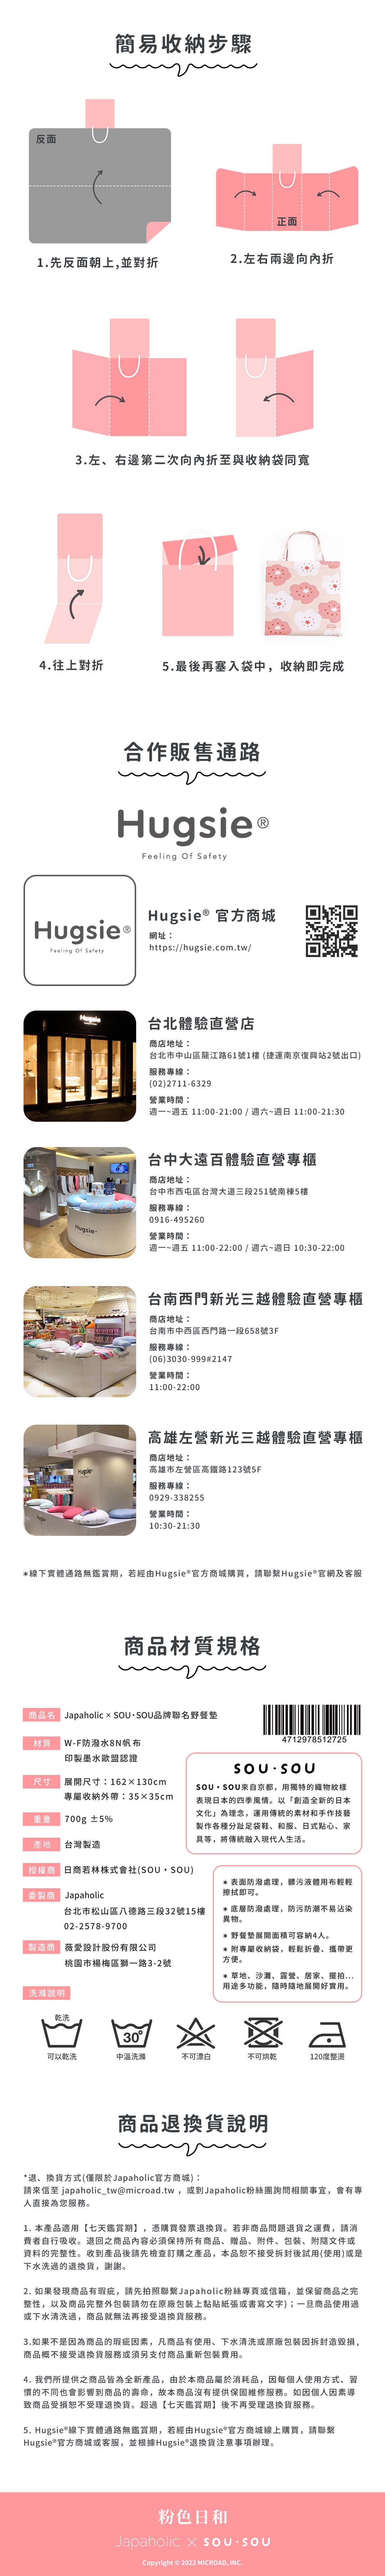 簡易收納步驟
反面
正面
1.先反面朝上,並對折
2.左右兩邊向內折
3.左、右邊第二次向內折至與收納袋同寬
4.往上對折
5.最後再塞入袋中，收納即完成
合作販售通路
Hugsie®
Feeling Of Safety
Hugsie®
Feeling Of Safety
Hugsie® 官方商城
網址：
https://hugsie.com.tw/
Hugsie
台北體驗直營店
商店地址：
台北市中山區龍江路61號1樓 (捷運南京復興站2號出口)
服務專線：
(02)2711-6329
營業時間：
週一~週五 11:00-21:00 / 週六~週日 11:00-21:30
Hugsie
台中大遠百體驗直營專櫃
商店地址：
台中市西屯區台灣大道三段251號南棟5樓
服務專線：
0916-495260
營業時間：
週一~週五 11:00-22:00 / 週六~週日 10:30-22:00
台南西門新光三越體驗直營專櫃
商店地址：
台南市中西區西門路一段658號3F
服務專線：
(06)3030-999#2147
營業時間：
11:00-22:00
Hugsie
高雄左營新光三越體驗直營專櫃
商店地址：
高雄市左營區高鐵路123號5F
服務專線：
0929-338255
營業時間：
10:30-21:30
*線下實體通路無鑑賞期，若經由Hugsie®官方商城購買，請聯繫Hugsie®官網及客服
商品材質規格
商品名 Japaholic × SOU･SOU品牌聯名野餐墊
4712978512725
材質 W-F防潑水8N帆布
印製墨水歐盟認證
尺寸 展開尺寸：162×130cm
專屬收納外帶：35×35cm
重量 700g ±5%
產地 台灣製造
授權商 日商若林株式會社(SOU・SOU)
委製商 Japaholic
台北市松山區八德路三段32號15樓
02-2578-9700
製造商 薇愛設計股份有限公司
桃園市楊梅區獅一路3-2號
洗滌說明
SOU・SOU
SOU・SOU來自京都，用獨特的織物紋樣
表現日本的四季風情。以「創造全新的日本
文化」為理念，運用傳統的素材和手作技藝
製作各種分趾足袋鞋、和服、日式點心、家
具等，將傳統融入現代人生活。
* 表面防潑處理，髒污液體用布輕輕
擦拭即可。
* 底層防潑處理，防污防潮不易沾染
異物。
* 野餐墊展開面積可容納4人。
* 附專屬收納袋，輕鬆折疊、攜帶更
方便。
* 草地、沙灘、露營、居家、擺拍...
用途多功能，隨時隨地展開好實用。
乾洗
30°
可以乾洗
中溫洗滌
不可漂白
不可烘乾
120度整燙
商品退換貨說明
*退、換貨方式(僅限於Japaholic官方商城)：
請來信至 japaholic_tw@microad.tw ，或到Japaholic粉絲團詢問相關事宜，會有專
人直接為您服務。
1. 本產品適用【七天鑑賞期】，憑購買發票退換貨。若非商品問題退貨之運費，請消
費者自行吸收。退回之商品內容必須保持所有商品、贈品、附件、包裝、附隨文件或
資料的完整性。收到產品後請先檢查訂購之產品，本品恕不接受拆封後試用(使用)或是
下水洗過的退換貨，謝謝。
2. 如果發現商品有瑕疵，請先拍照聯繫Japaholic粉絲專頁或信箱，並保留商品之完
整性，以及商品完整外包裝請勿在原廠包裝上黏貼紙張或書寫文字)；一旦商品使用過
或下水清洗過，商品就無法再接受退換貨服務。
3.如果不是因為商品的瑕疵因素，凡商品有使用、下水清洗或原廠包裝因拆封造毀損,
商品概不接受退換貨服務或須另支付商品重新包裝費用。
4. 我們所提供之商品皆為全新產品，由於本商品屬於消耗品，因每個人使用方式、習
慣的不同也會影響到商品的壽命，故本商品沒有提供保固維修服務。如因個人因素導
致商品受損恕不受理退換貨。超過【七天鑑賞期】後不再受理退換貨服務。
5. Hugsie®線下實體通路無鑑賞期，若經由Hugsie®官方商城線上購買，請聯繫
Hugsie®官方商城或客服，並根據Hugsie®退換貨注意事項辦理。
粉色日和
Japaholic × SOU・SOU
Copyright © 2022 MICROAD, INC.